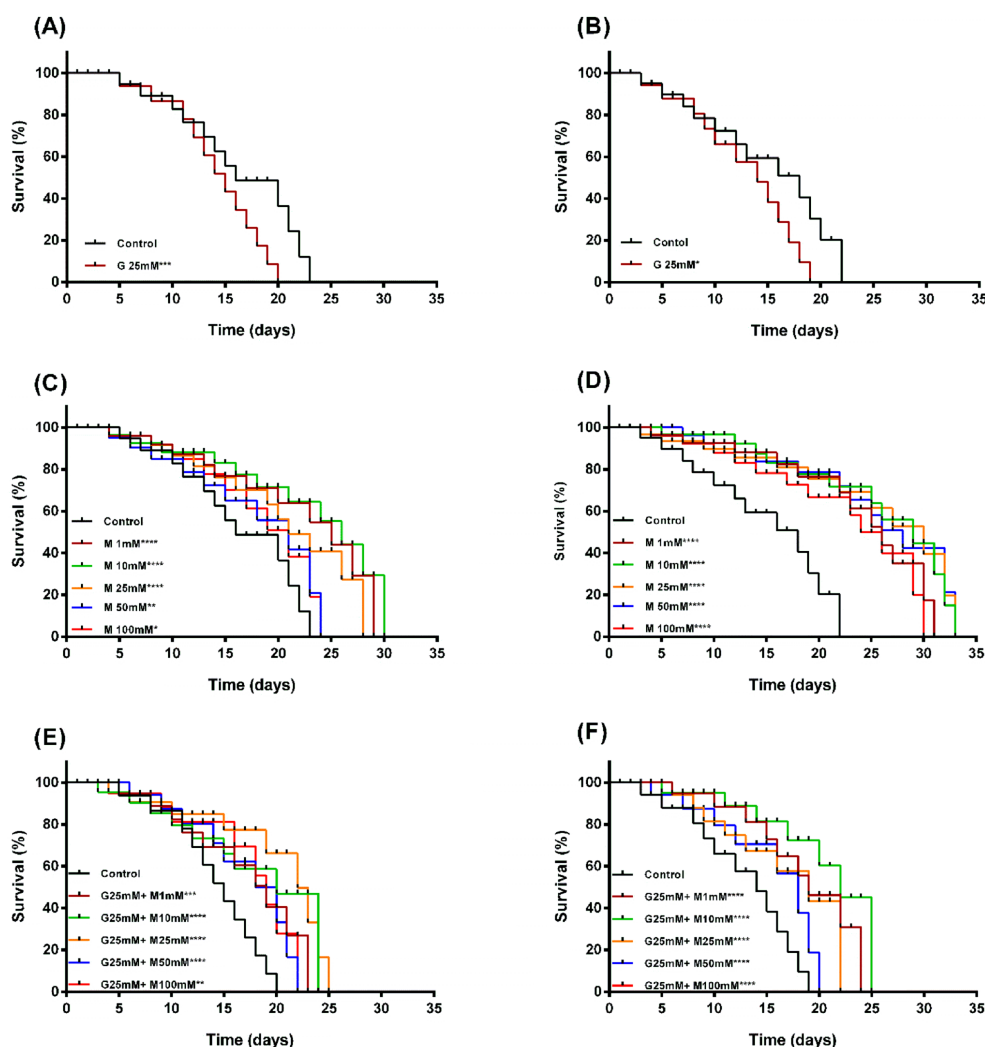 (A)
100
80
60
40
20
0
Survival (%)
Control
G 25mM***
0 5 10 15 20 25 30 35
Time (days)
(B)
100
80
60
40
20
0
Survival (%)
Contol
G 25mM*
0 5 10 15 20 25 30 35
Time (days)
(C)
100
80
60
40
20
0
Survival (%)
Control
M 1mM****
M 10mM****
M 25mM****
M 50mM**
M 100mM*
0 5 10 15 20 25 30 35
Time (days)
(D)
100
80
60
40
20
0
Survival (%)
Control
M 1mM****
M 10mM****
M 25mM****
M 50mM****
M 100mM****
0 5 10 15 20 25 30 35
Time (days)
(E)
100
80
60
40
20
0
Survival (%)
Control
G25mM+ M1mM***
G25mM+ M10mM****
G25mM+ M25mM****
G25mM+ M50mM****
G25mM+ M100mM**
0 5 10 15 20 25 30 35
Time (days)
(F)
100
80
60
40
20
0
Survival (%)
Control
G25mM+ M1mM****
G25mM+ M10mM****
G25mM+ M25mM****
G25mM+ M50mM****
G25mM+ M100mM****
0 5 10 15 20 25 30 35
Time (days)